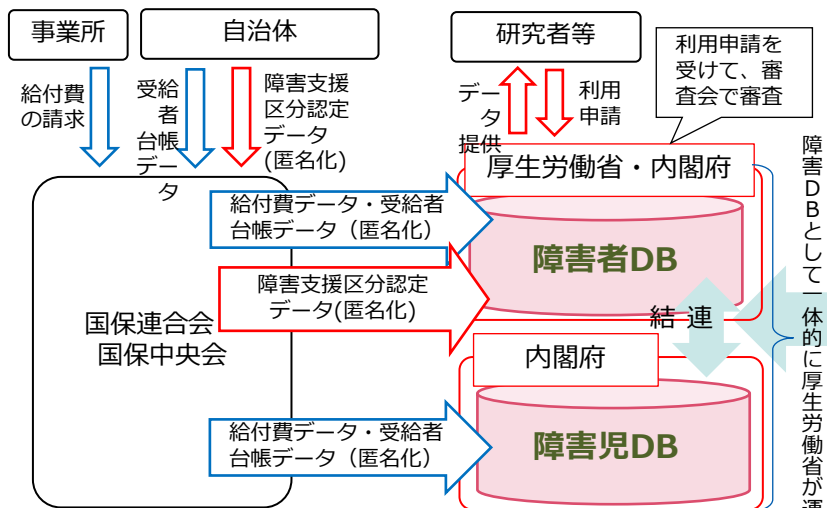 事業所
自治体
研究者等
利用申請を
受けて、審
査会で審査
給付費
の請求
受給
者
台帳
デー
タ
障害支援
区分認定
データ
(匿名化)
デー
タ
提供
利用
申請
厚生労働省・内閣府
給付費データ・受給者
台帳データ（匿名化）
障害者DB
障害支援区分認定
データ(匿名化)
国保連合会
国保中央会
連結
内閣府
給付費データ・受給者
台帳データ（匿名化）
障害児DB
障害DBとして一体的に厚生労働省が運